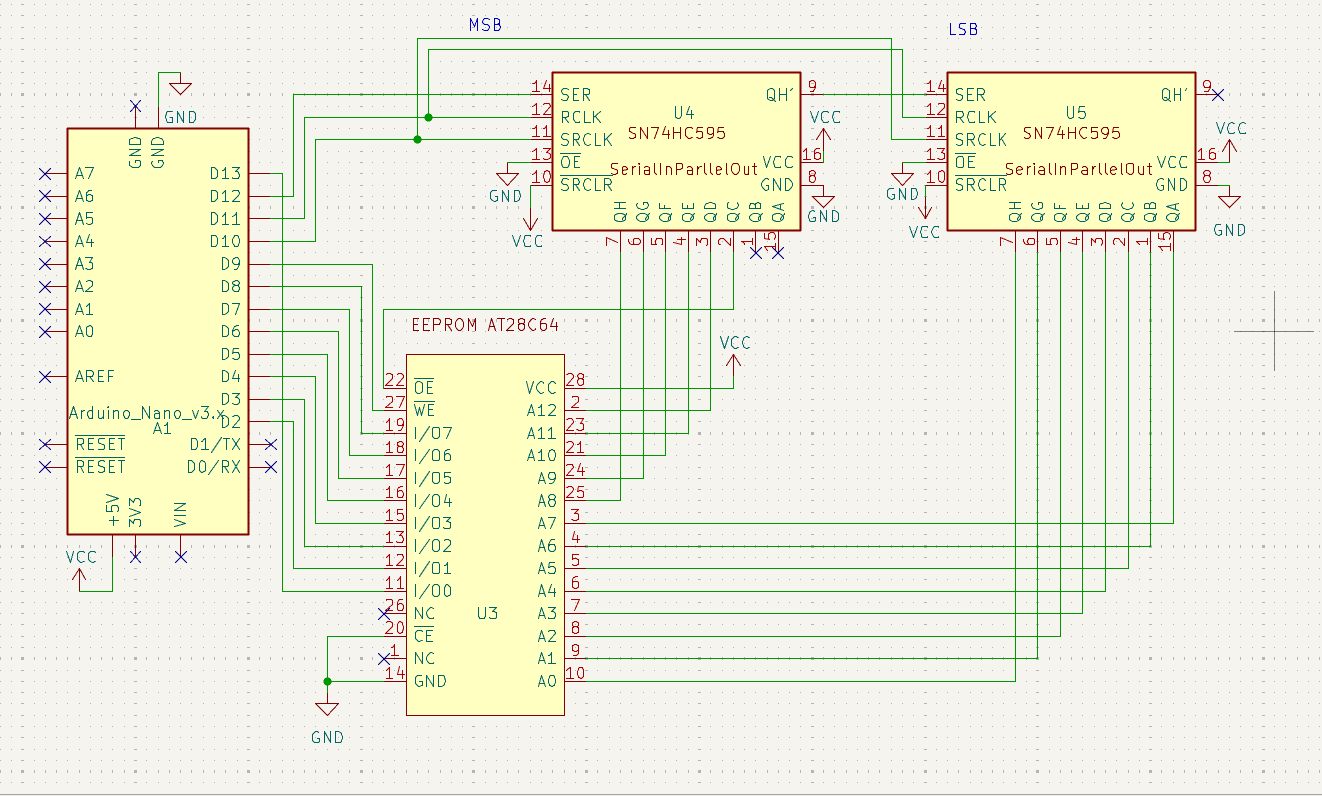 MSB
LSB
GND
GND
GND
A7
A6
A5
A4
A3
A2
A1
A0
AREF
Arduino_Nano_v3.x
A1
RESET
RESET
+5V
3V3
VIN
VCC
D13
D12
D11
D10
D9
D8
D7
D6
D5
D4
D3
D2
D1/TX
D0/RX
14 SER
12 RCLK
11 SRCLK
13 OE
10 SRCLR
GND
VCC
U4
SN74HC595
SerialInParllelOut
QH' 9
VCC
VCC 16
GND 8
GND
QH QG QF QE QD QC QB QA
7 6 5 4 3 2 1 15
14 SER
12 RCLK
11 SRCLK
13 OE
10 SRCLR
GND
VCC
U5
SN74HC595
SerialInParllelOut
QH' 9
VCC
VCC 16
GND 8
GND
QH QG QF QE QD QC QB QA
7 6 5 4 3 2 1 15
EEPROM AT28C64
VCC
22 OE VCC 28
27 WE A12 2
19 I/O7 A11 23
18 I/O6 A10 21
17 I/O5 A9 24
16 I/O4 A8 25
15 I/O3 A7 3
13 I/O2 A6 4
12 I/O1 A5 5
11 I/O0 A4 6
26 NC U3 A3 7
20 CE A2 8
1 NC A1 9
14 GND A0 10
GND